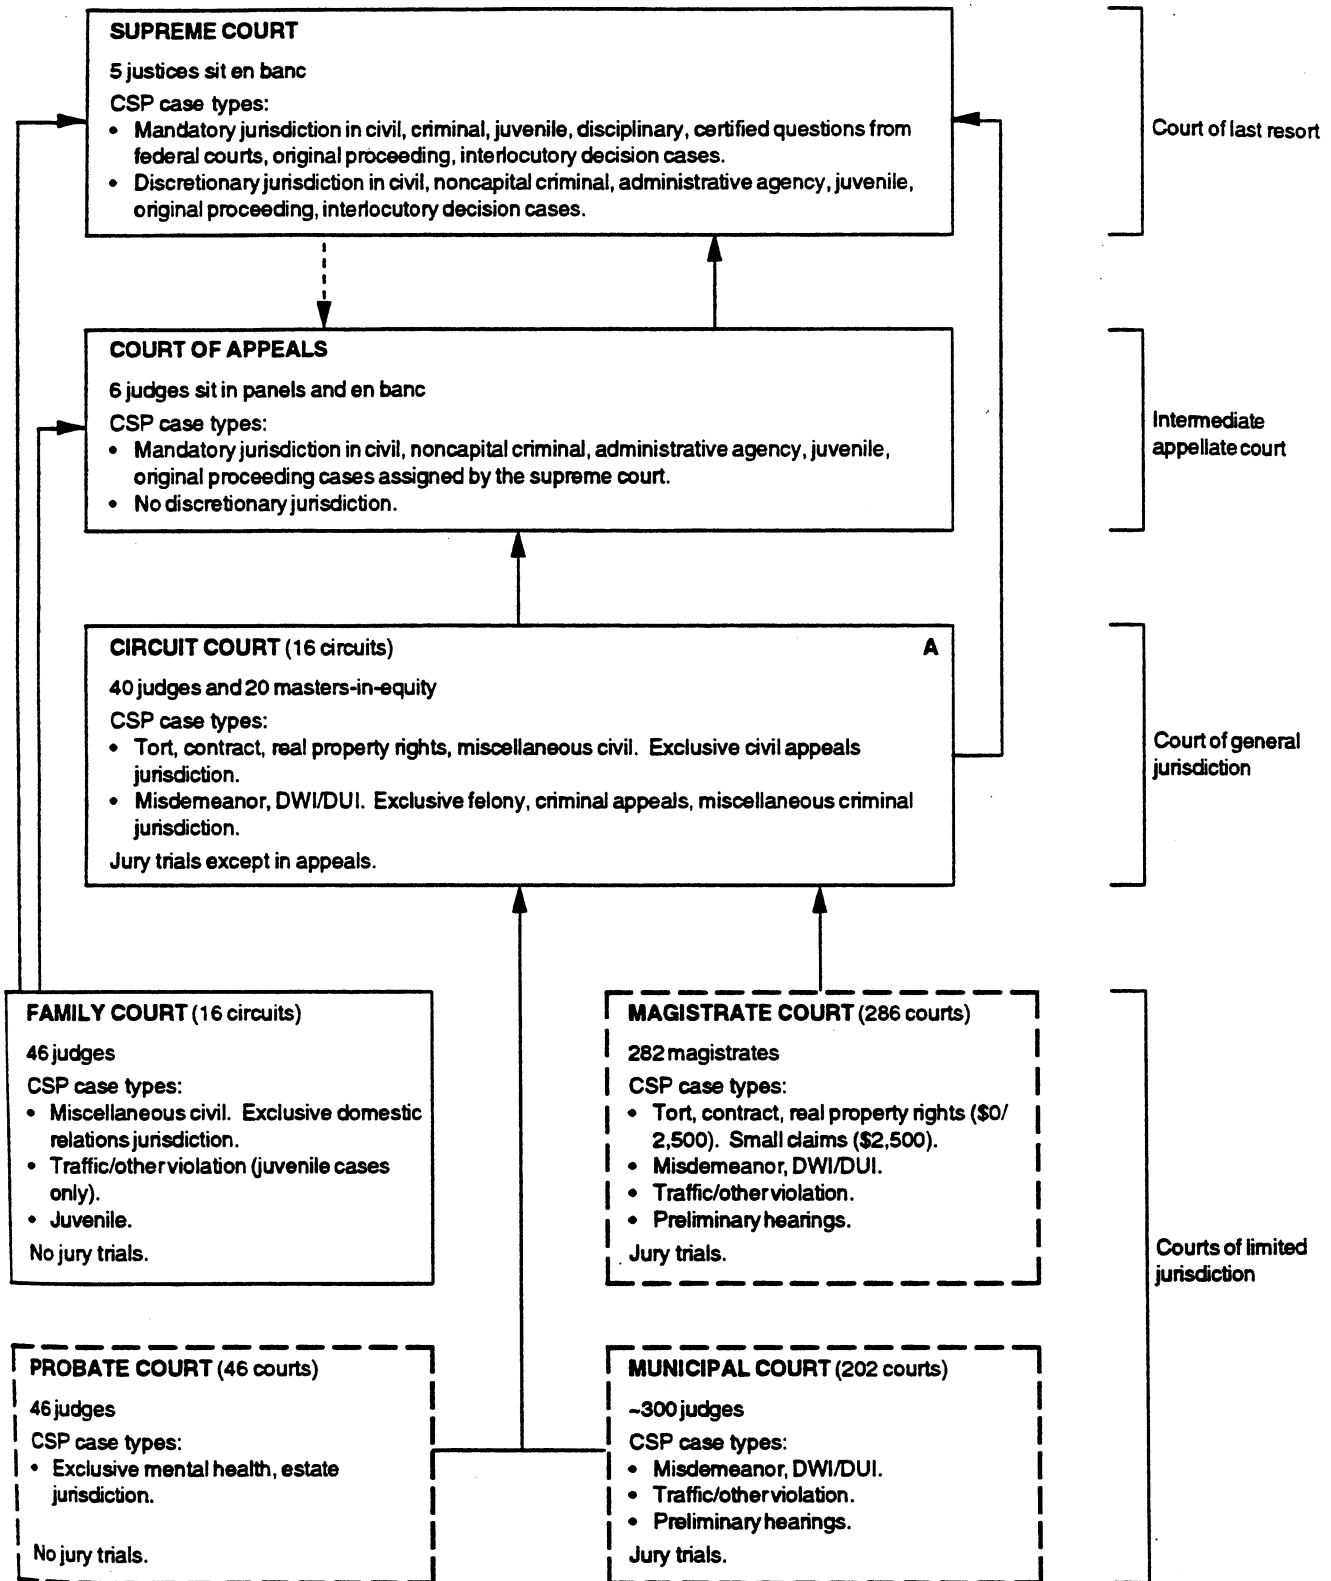 SUPREME COURT
5 justices sit en banc
CSP case types:
• Mandatory jurisdiction in civil, criminal, juvenile, disciplinary, certified questions from
federal courts, original proceeding, interlocutory decision cases.
• Discretionary jurisdiction in civil, noncapital criminal, administrative agency, juvenile,
original proceeding, interlocutory decision cases.
Court of last resort
COURT OF APPEALS
6 judges sit in panels and en banc
CSP case types:
• Mandatory jurisdiction in civil, noncapital criminal, administrative agency, juvenile,
original proceeding cases assigned by the supreme court.
• No discretionary jurisdiction.
Intermediate
appellate court
CIRCUIT COURT (16 circuits) A
40 judges and 20 masters-in-equity
CSP case types:
• Tort, contract, real property rights, miscellaneous civil. Exclusive civil appeals
jurisdiction.
• Misdemeanor, DWI/DUI. Exclusive felony, criminal appeals, miscellaneous criminal
jurisdiction.
Jury trials except in appeals.
Court of general
jurisdiction
FAMILY COURT (16 circuits)
46 judges
CSP case types:
• Miscellaneous civil. Exclusive domestic
relations jurisdiction.
• Traffic/other violation (juvenile cases
only).
• Juvenile.
No jury trials.
MAGISTRATE COURT (286 courts)
282 magistrates
CSP case types:
• Tort, contract, real property rights ($0/
2,500). Small claims ($2,500).
• Misdemeanor, DWI/DUI.
• Traffic/other violation.
• Preliminary hearings.
Jury trials.
Courts of limited
jurisdiction
PROBATE COURT (46 courts)
46 judges
CSP case types:
• Exclusive mental health, estate
jurisdiction.
No jury trials.
MUNICIPAL COURT (202 courts)
~300 judges
CSP case types:
• Misdemeanor, DWI/DUI.
• Traffic/other violation.
• Preliminary hearings.
Jury trials.